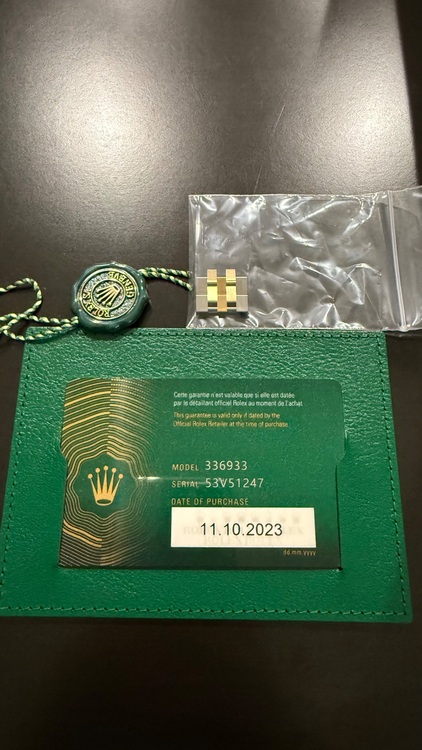 ROLEX
GENEVE
Cette garantie n'est valable que si elle est datée
par le détaillant officiel Rolex au moment de l'achat.
This guarantee is valid only if dated by the
Official Rolex Retailer at the time of purchase.
MODEL 336933
SERIAL 53V51247
DATE OF PURCHASE
11.10.2023
dd.mm.yyyy